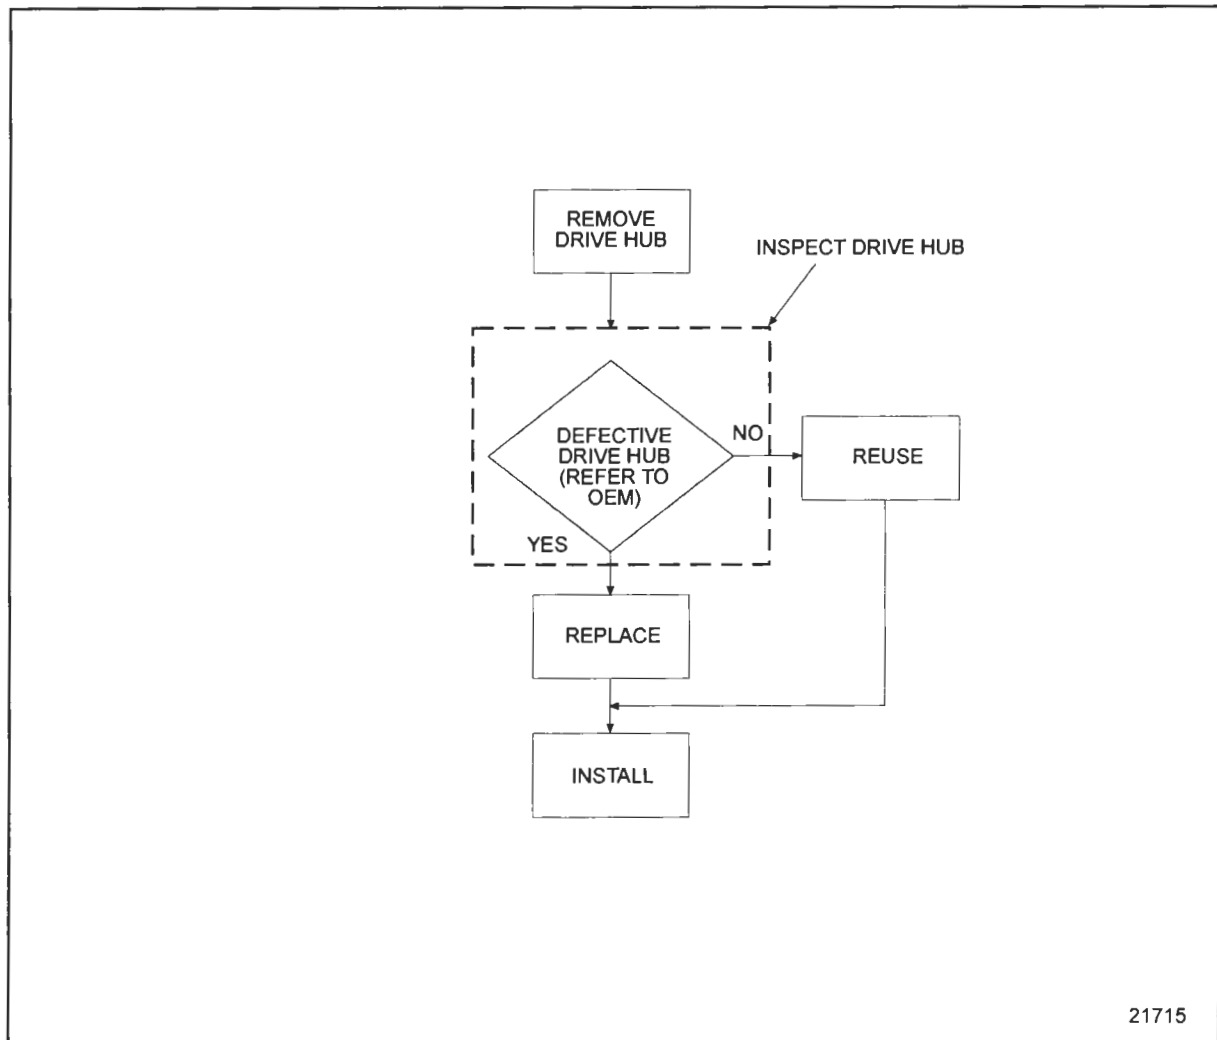 REMOVE
DRIVE HUB
INSPECT DRIVE HUB
DEFECTIVE
DRIVE HUB
(REFER TO
OEM)
NO
REUSE
YES
REPLACE
INSTALL
21715